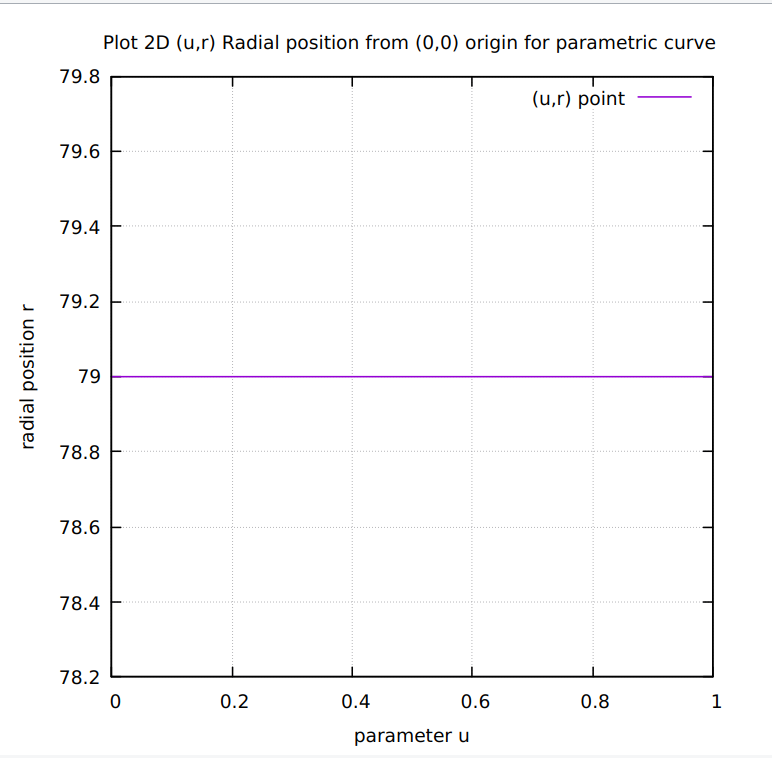 Plot 2D (u,r) Radial position from (0,0) origin for parametric curve
79.8
(u,r) point
79.6
79.4
79.2
79
78.8
78.6
78.4
78.2
radial position r
0 0.2 0.4 0.6 0.8 1
parameter u